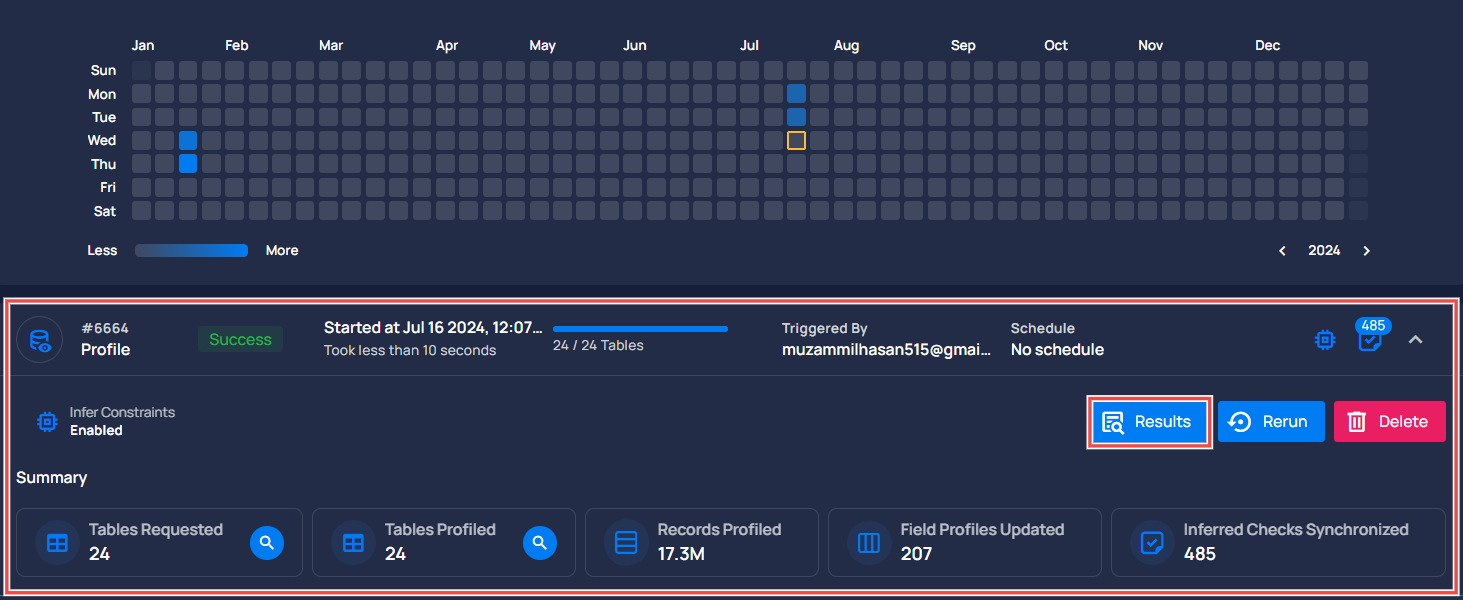 Jan Feb Mar Apr May Jun Jul Aug Sep Oct Nov Dec
Sun
Mon
Tue
Wed
Thu
Fri
Sat
Less More 2024
#6664
Profile
Success
Started at Jul 16 2024, 12:07...
Took less than 10 seconds
24 / 24 Tables
Triggered By
muzammilhasan515@gmai...
Schedule
No schedule
485
Infer Constraints
Enabled
Results Rerun Delete
Summary
Tables Requested
24
Tables Profiled
24
Records Profiled
17.3M
Field Profiles Updated
207
Inferred Checks Synchronized
485